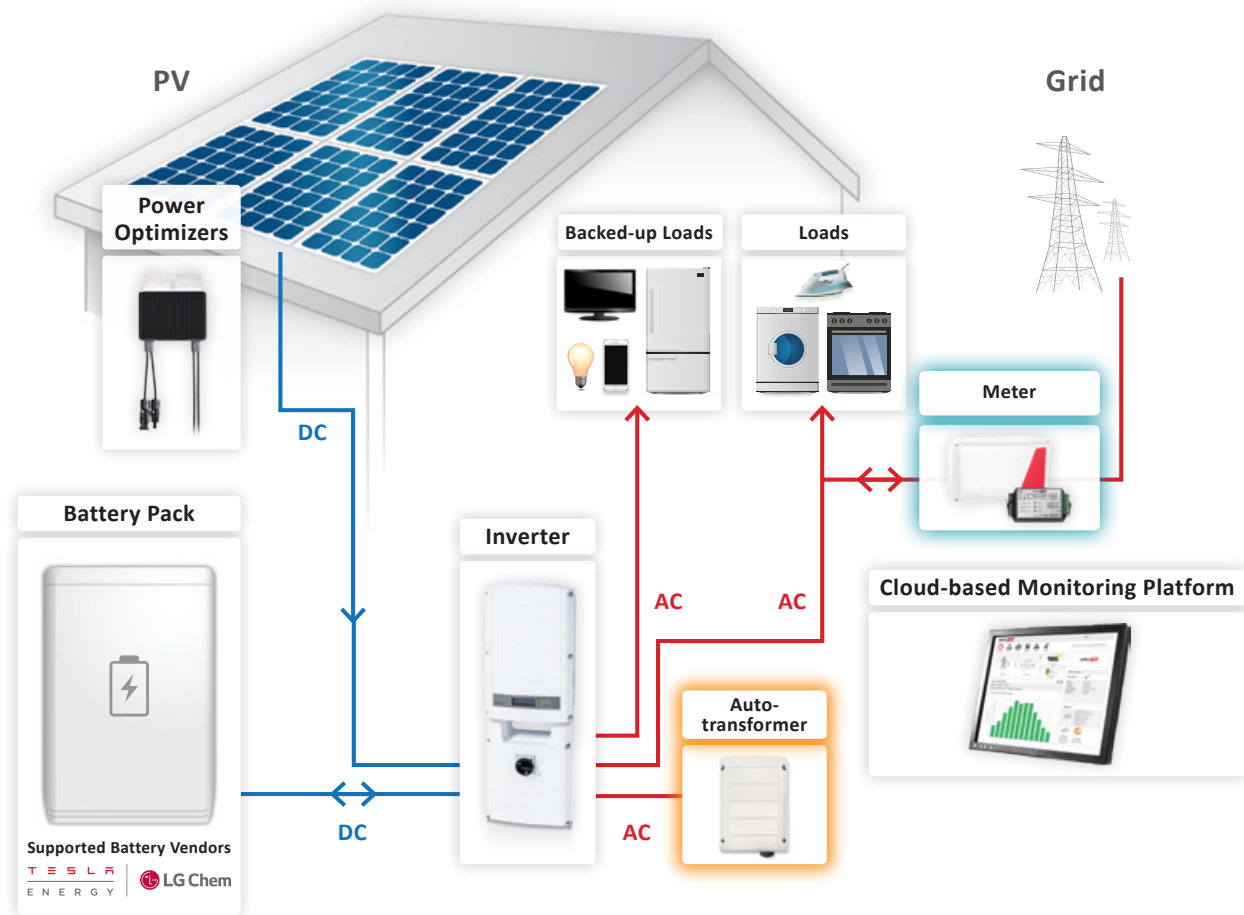 PV
Grid
Power
Optimizers
Backed-up Loads
Loads
Meter
DC
Battery Pack
Inverter
AC
AC
Cloud-based Monitoring Platform
Auto-
transformer
DC
AC
Supported Battery Vendors
TESLA
ENERGY
LG Chem